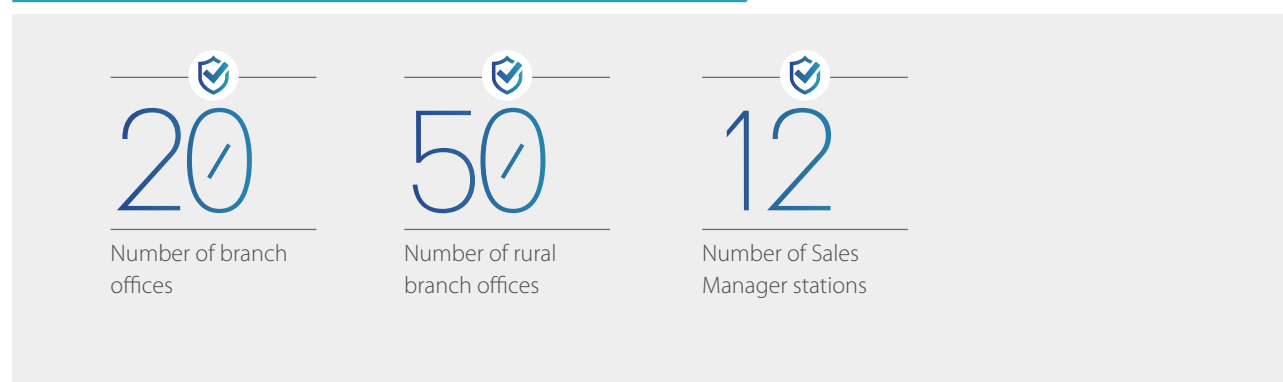 20
Number of branch
offices
50
Number of rural
branch offices
12
Number of Sales
Manager stations